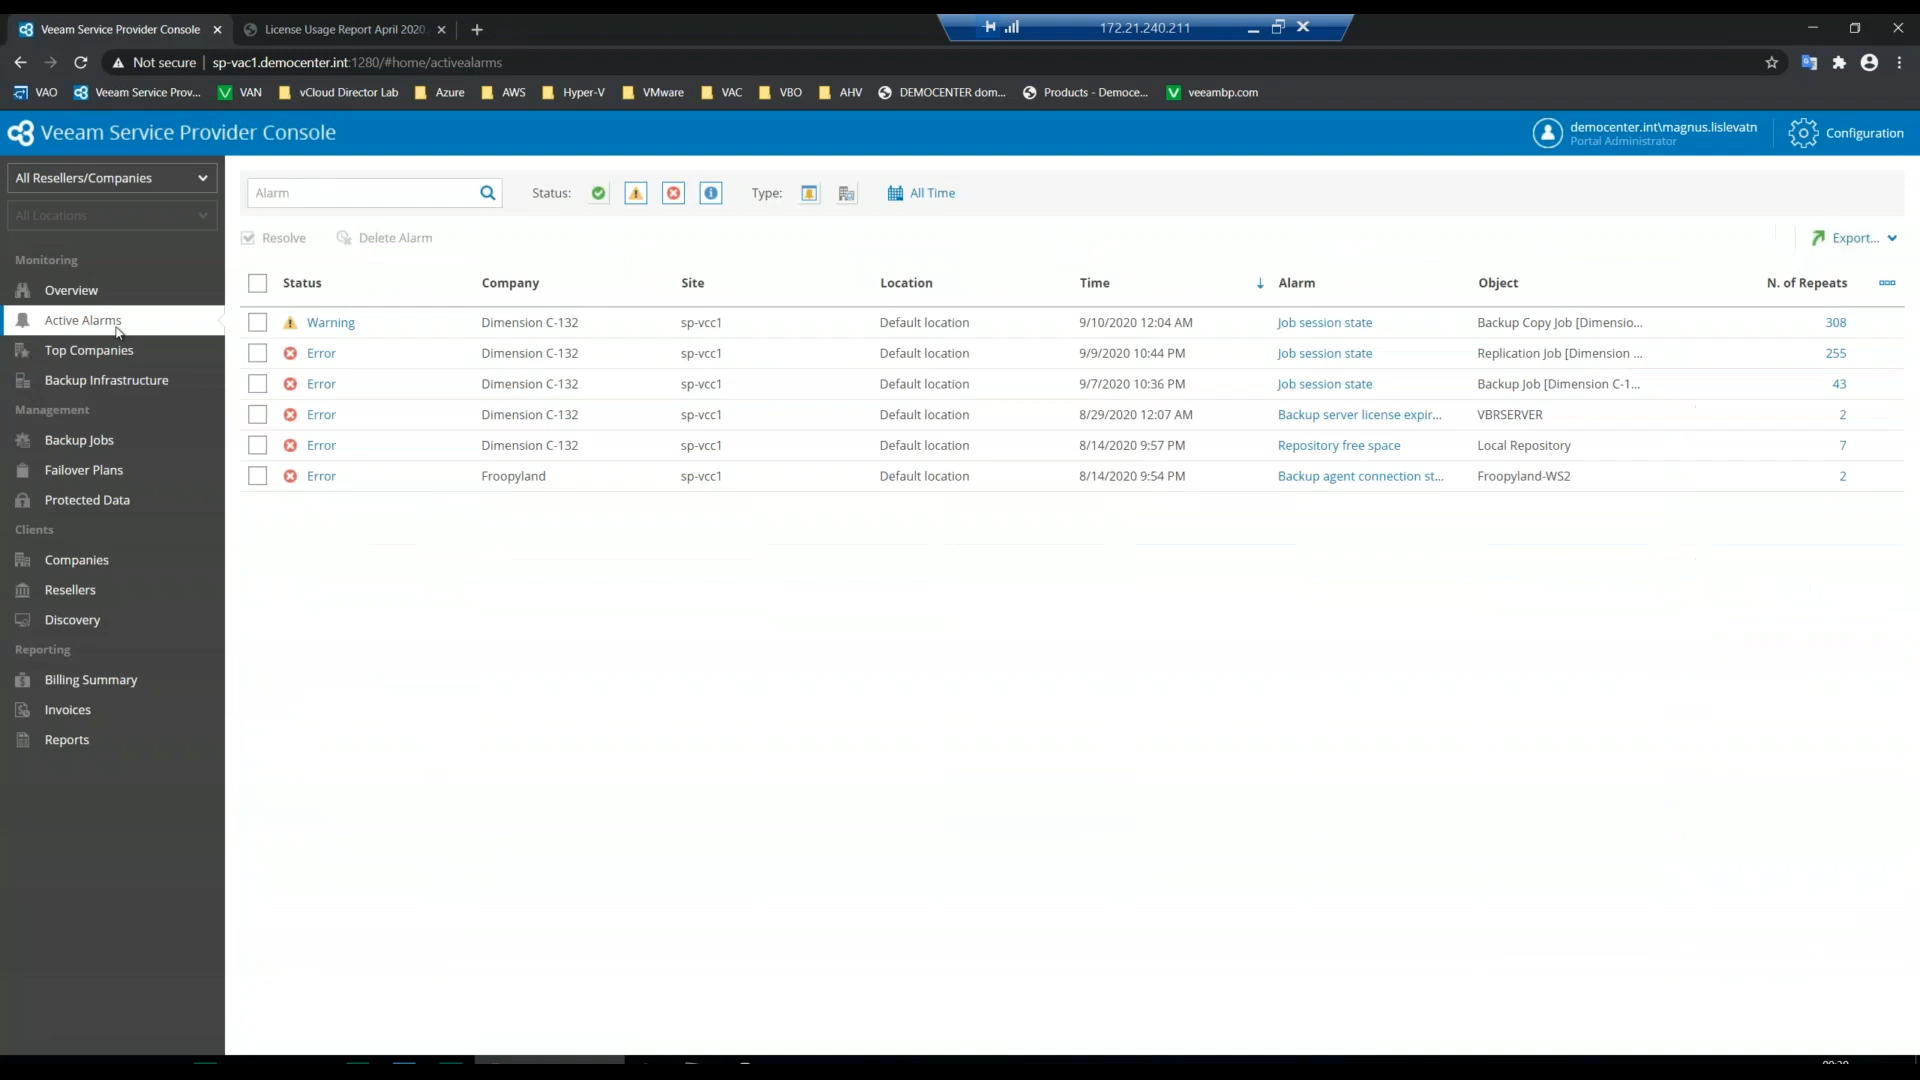 Veeam Service Provider Console
License Usage Report April 2020
172.21.240.211
Not secure | sp-vac1.democenter.int:1280/#home/activealarms
VAO Veeam Service Prov... VAN vCloud Director Lab Azure AWS Hyper-V VMware VAC VBO AHV DEMOCENTER dom... Products - Democe... veeambp.com
Veeam Service Provider Console
democenter.int\magnus.lislevatn
Portal Administrator
Configuration
All Resellers/Companies
All Locations
Monitoring
Overview
Active Alarms
Top Companies
Backup Infrastructure
Management
Backup Jobs
Failover Plans
Protected Data
Clients
Companies
Resellers
Discovery
Reporting
Billing Summary
Invoices
Reports
Alarm Status: Type: All Time
Resolve Delete Alarm Export...
Status Company Site Location Time Alarm Object N. of Repeats
Warning Dimension C-132 sp-vcc1 Default location 9/10/2020 12:04 AM Job session state Backup Copy Job [Dimensio... 308
Error Dimension C-132 sp-vcc1 Default location 9/9/2020 10:44 PM Job session state Replication Job [Dimension ... 255
Error Dimension C-132 sp-vcc1 Default location 9/7/2020 10:36 PM Job session state Backup Job [Dimension C-1... 43
Error Dimension C-132 sp-vcc1 Default location 8/29/2020 12:07 AM Backup server license expir... VBRSERVER 2
Error Dimension C-132 sp-vcc1 Default location 8/14/2020 9:57 PM Repository free space Local Repository 7
Error Froopyland sp-vcc1 Default location 8/14/2020 9:54 PM Backup agent connection st... Froopyland-WS2 2